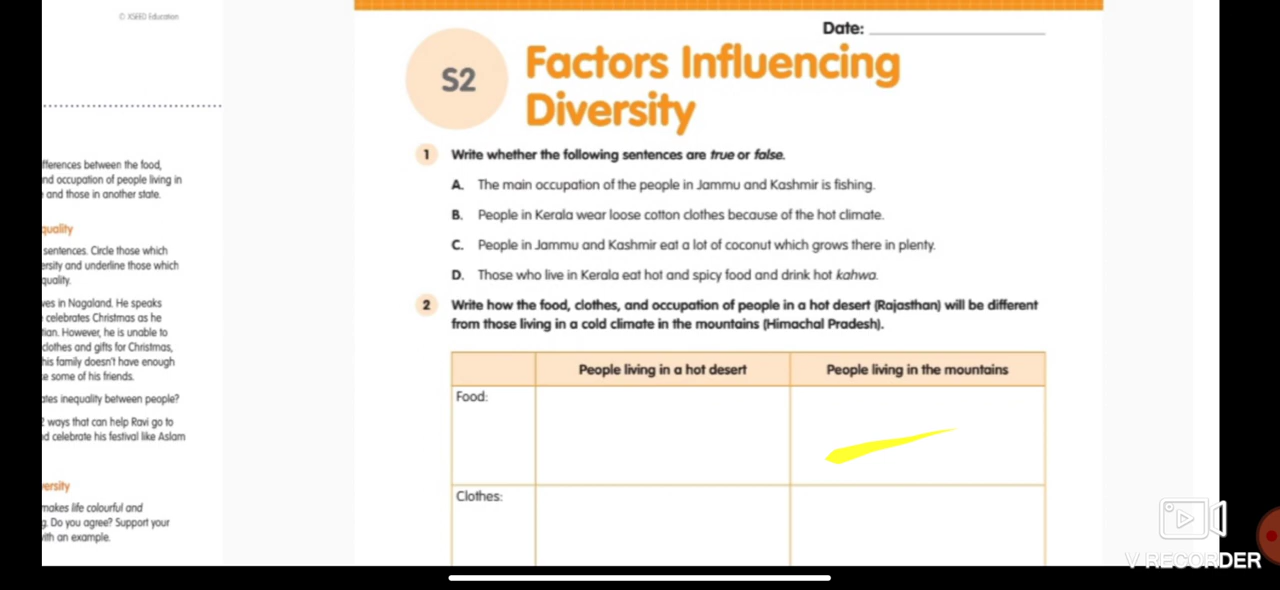 © XSEED Education
fferences between the food,
nd occupation of people living in
and those in another state.
quality
sentences. Circle those which
ersity and underline those which
quality.
ves in Nagaland. He speaks
celebrates Christmas as he
tian. However, he is unable to
clothes and gifts for Christmas,
his family doesn't have enough
e some of his friends.
ates inequality between people?
2 ways that can help Ravi go to
d celebrate his festival like Aslam
versity
makes life colourful and
g. Do you agree? Support your
with an example.
Date:
S2
Factors Influencing
Diversity
1 Write whether the following sentences are true or false.
A. The main occupation of the people in Jammu and Kashmir is fishing.
B. People in Kerala wear loose cotton clothes because of the hot climate.
C. People in Jammu and Kashmir eat a lot of coconut which grows there in plenty.
D. Those who live in Kerala eat hot and spicy food and drink hot kahwa.
2 Write how the food, clothes, and occupation of people in a hot desert (Rajasthan) will be different
from those living in a cold climate in the mountains (Himachal Pradesh).
People living in a hot desert People living in the mountains
Food:
Clothes:
V RECORDER